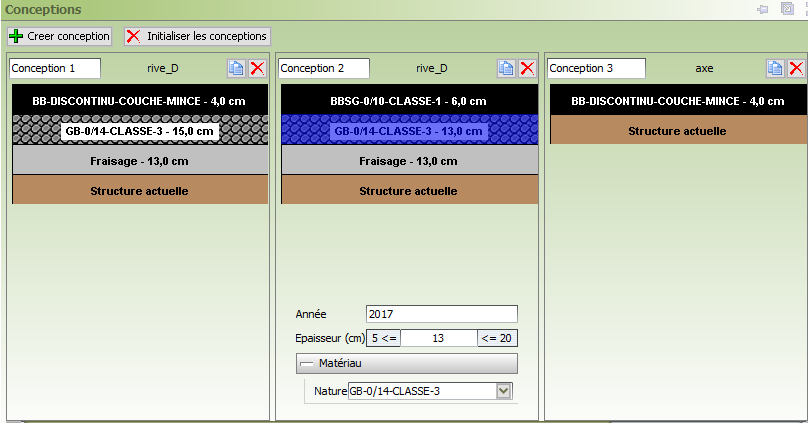 Conceptions
Creer conception
Initialiser les conceptions
Conception 1
rive_D
BB-DISCONTINU-COUCHE-MINCE - 4,0 cm
GB-0/14-CLASSE-3 - 15,0 cm
Fraisage - 13,0 cm
Structure actuelle
Conception 2
rive_D
BBSG-0/10-CLASSE-1 - 6,0 cm
GB-0/14-CLASSE-3 - 13,0 cm
Fraisage - 13,0 cm
Structure actuelle
Année
2017
Epaisseur (cm)
5 <=
13
<= 20
Matériau
Nature
GB-0/14-CLASSE-3
Conception 3
axe
BB-DISCONTINU-COUCHE-MINCE - 4,0 cm
Structure actuelle